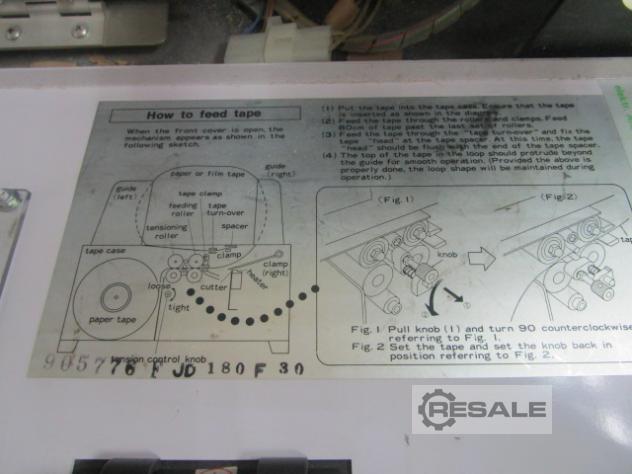 How to feed tape
When the front cover is open, the
mechanism appears as shown in the
following sketch.
(1) Put the tape into the tape case. Ensure that the tape
is inserted as shown in the diagram.
(2) Feed the tape through the rollers and clamps. Feed
80cm of tape past the last set of rollers.
(3) Feed the tape through the "tape turn-over" and fix the
tape "head" at the tape spacer. At this time, the tape
"head" should be flush with the end of the tape spacer.
(4) The top of the tape in the loop should protrude beyond
the guide for smooth operation. (Provided the above is
properly done, the loop shape will be maintained during
operation.)
paper or film tape
guide
(right)
guide
(left)
tape clamp
feeding
roller
tape
turn-over
tensioning
roller
spacer
tape case
clamp
clamp
(right)
loose
cutter
heater
tight
paper tape
tension control knob
(Fig. 1)
(Fig. 2)
knob
Fig. 1 Pull knob (1) and turn 90 counterclockwise
referring to Fig. 1.
Fig. 2 Set the tape and set the knob back in
position referring to Fig. 2.
905776 F JD 180 F 30
RESALE